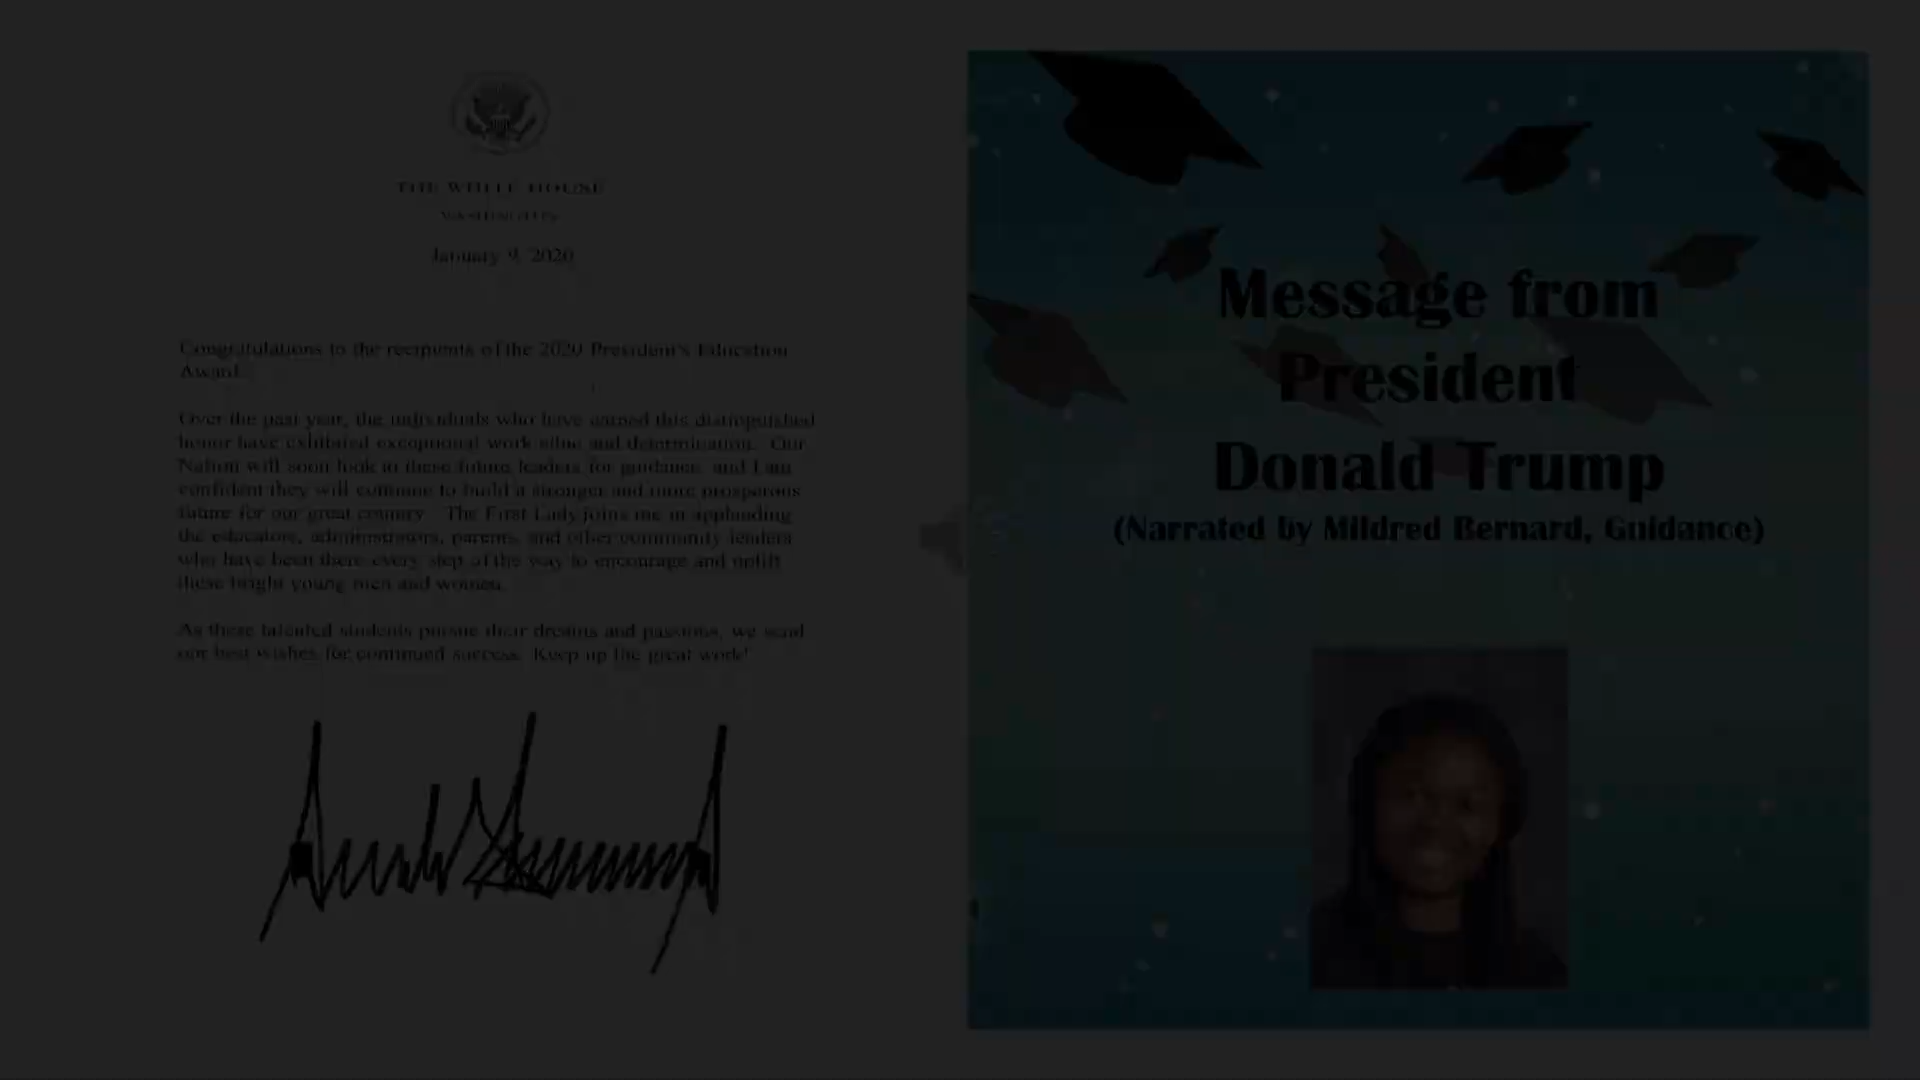 THE WHITE HOUSE
WASHINGTON
January 9, 2020
Congratulations to the recipients of the 2020 President's Education
Award.
Over the past year, the individuals who have earned this distinguished
honor have exhibited exceptional work ethic and determination. Our
Nation will soon look to these future leaders for guidance, and I am
confident they will continue to build a stronger and more prosperous
future for our great country. The First Lady joins me in applauding
the educators, administrators, parents, and other community leaders
who have been there every step of the way to encourage and uplift
these bright young men and women.
As these talented students pursue their dreams and passions, we send
our best wishes for continued success. Keep up the great work!
Message from
President
Donald Trump
(Narrated by Mildred Bernard, Guidance)